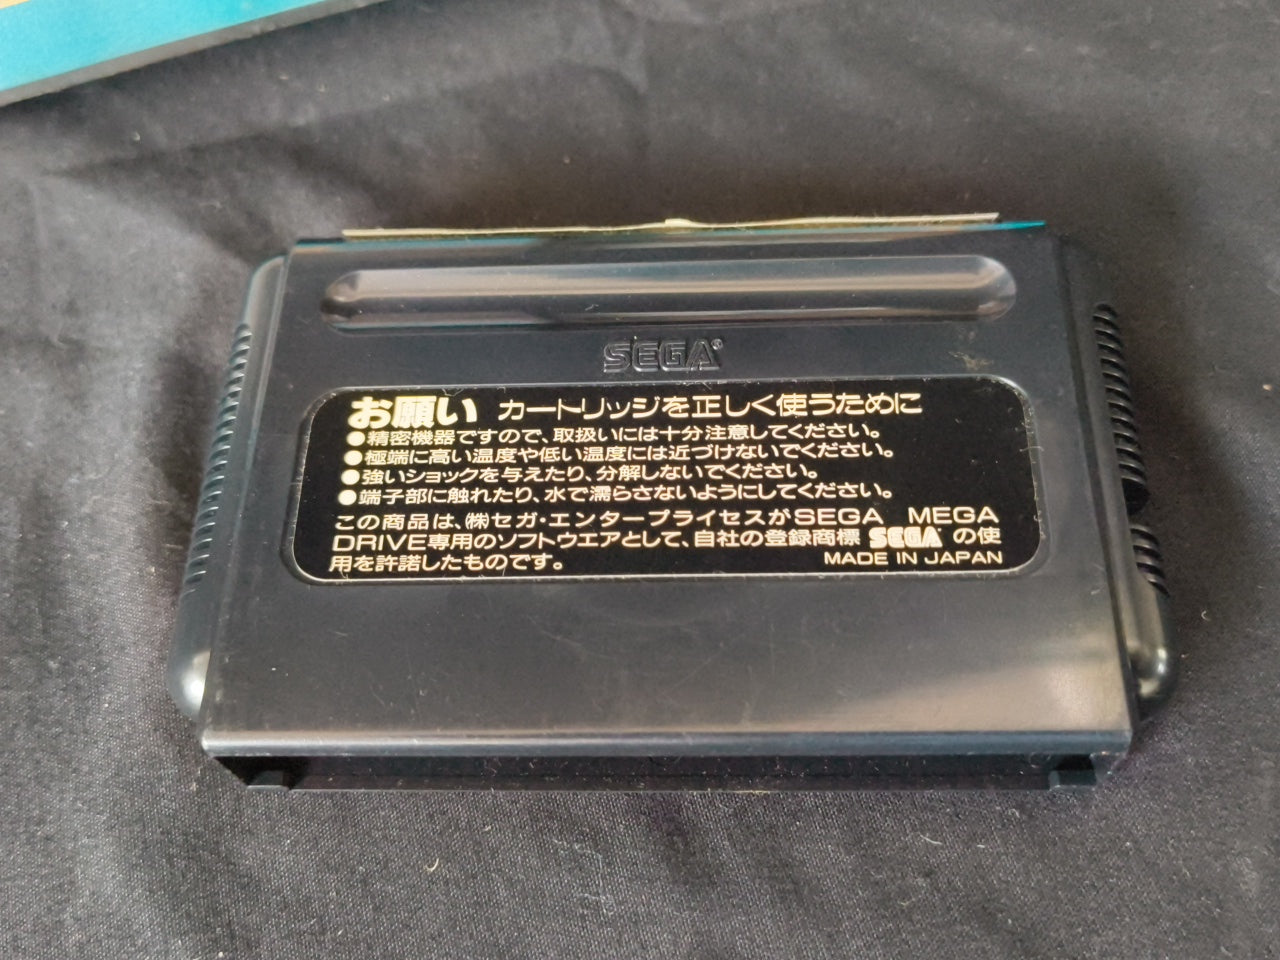 SEGA®
お願い カートリッジを正しく使うために
●精密機器ですので、取扱いには十分注意してください。
●極端に高い温度や低い温度には近づけないでください。
●強いショックを与えたり、分解しないでください。
●端子部に触れたり、水で濡らさないようにしてください。
この商品は、㈱セガ・エンタープライセスがSEGA MEGA
DRIVE専用のソフトウエアとして、自社の登録商標 SEGA® の使
用を許諾したものです。 MADE IN JAPAN